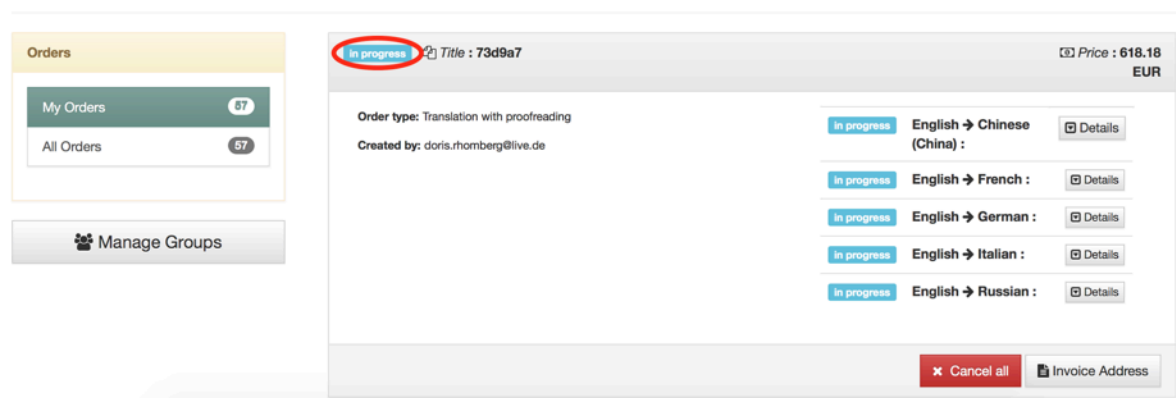 Orders
My Orders 57
All Orders 57
Manage Groups
in progress Title : 73d9a7
Price : 618.18
EUR
Order type: Translation with proofreading
Created by: doris.rhomberg@live.de
in progress English → Chinese
(China) : Details
in progress English → French : Details
in progress English → German : Details
in progress English → Italian : Details
in progress English → Russian : Details
Cancel all Invoice Address